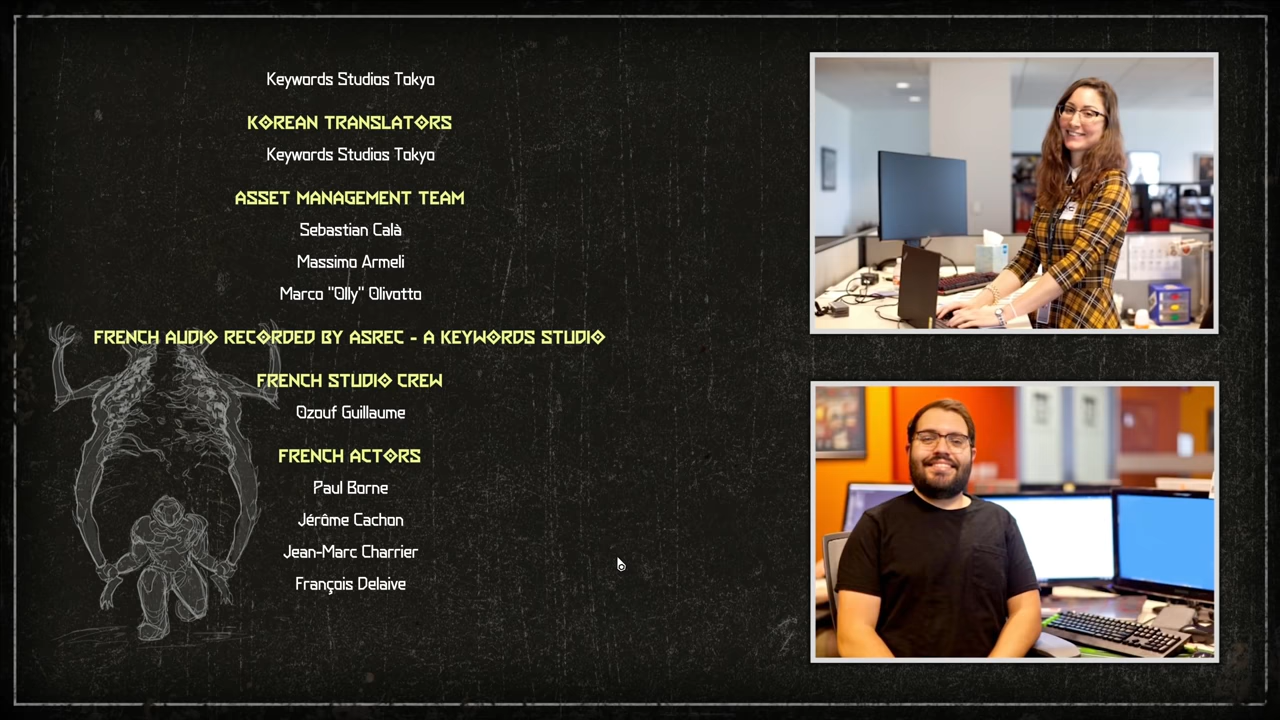 Keywords Studios Tokyo
KOREAN TRANSLATORS
Keywords Studios Tokyo
ASSET MANAGEMENT TEAM
Sebastian Calà
Massimo Armeli
Marco "Olly" Olivotto
FRENCH AUDIO RECORDED BY ASREC - A KEYWORDS STUDIO
FRENCH STUDIO CREW
Ozouf Guillaume
FRENCH ACTORS
Paul Borne
Jérôme Cachon
Jean-Marc Charrier
François Delaive